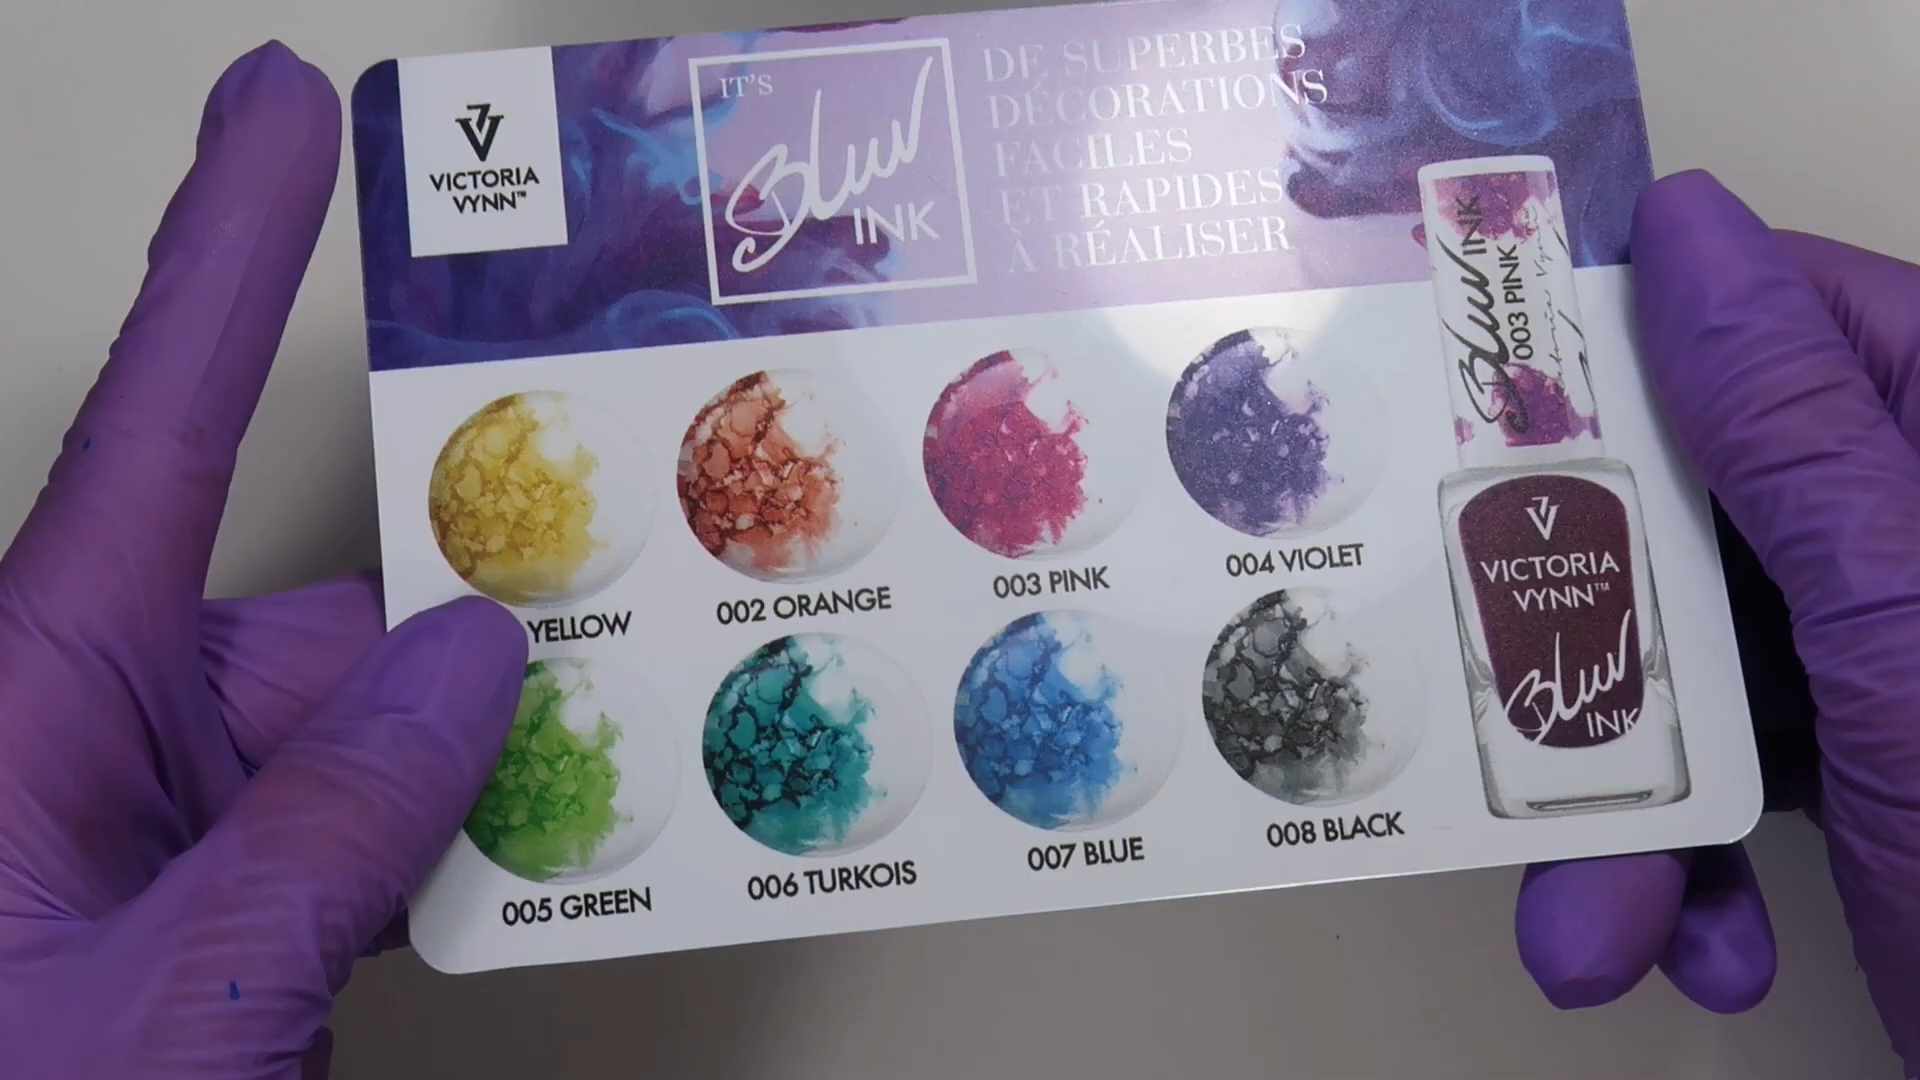 VICTORIA
VYNN™
IT'S
Blur
INK
DE SUPERBES
DÉCORATIONS
FACILES
ET RAPIDES
À RÉALISER
Blur INK
003 PINK
YELLOW
002 ORANGE
003 PINK
004 VIOLET
005 GREEN
006 TURKOIS
007 BLUE
008 BLACK
VICTORIA
VYNN™
Blur
INK